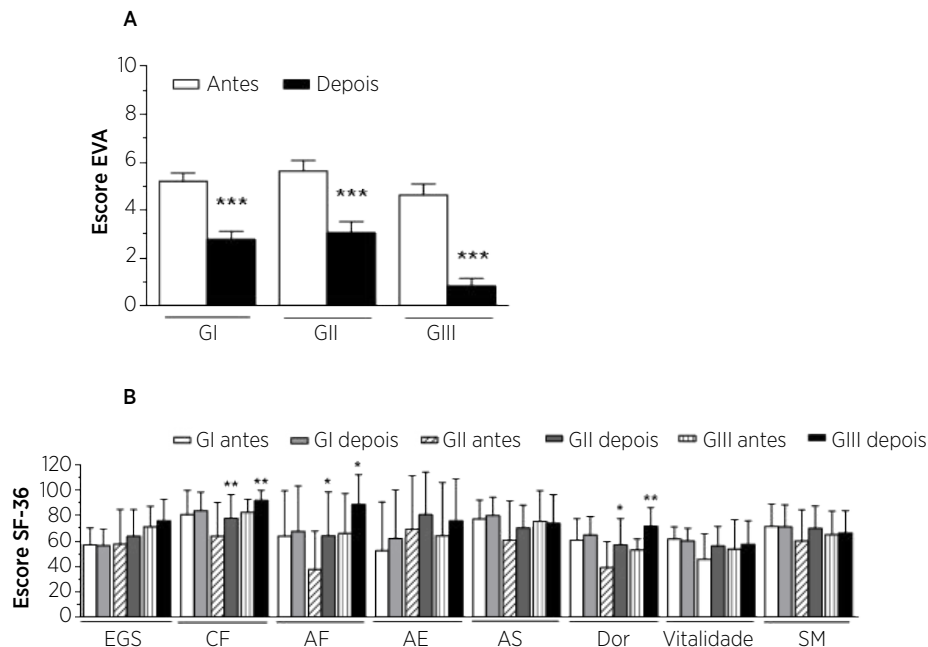 A
10
Antes Depois
8
6
*** ***
4
***
2
0
Escore EVA
GI GII GIII
B
GI antes GI depois GII antes GII depois GIII antes GIII depois
120
100
80
60
40
20
0
** ** * * * **
Escore SF-36
EGS CF AF AE AS Dor Vitalidade SM